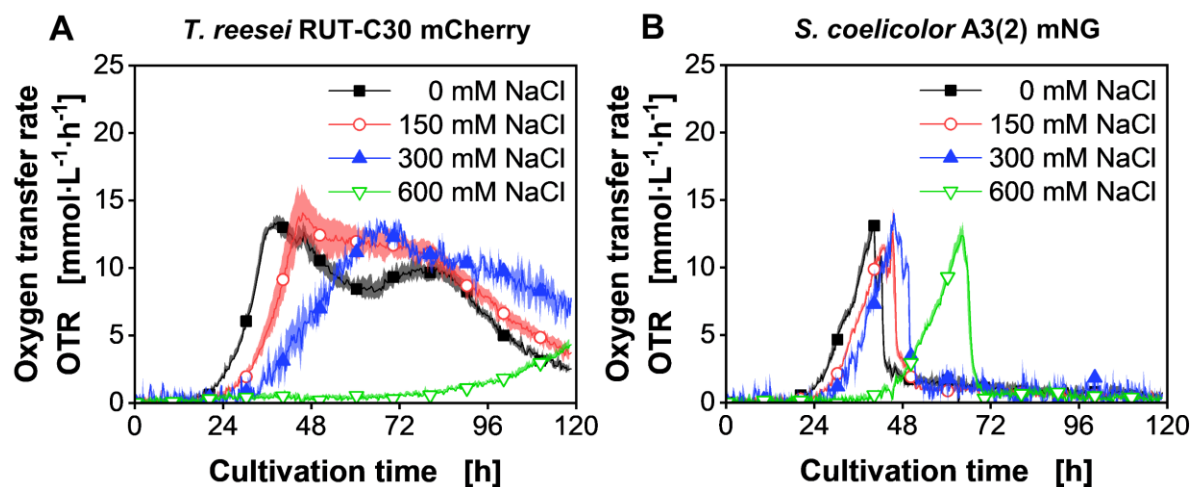 A
T. reesei RUT-C30 mCherry
Oxygen transfer rate
OTR [mmol·L⁻¹·h⁻¹]
25
20
15
10
5
0
0 mM NaCl
150 mM NaCl
300 mM NaCl
600 mM NaCl
0 24 48 72 96 120
Cultivation time [h]
B
S. coelicolor A3(2) mNG
Oxygen transfer rate
OTR [mmol·L⁻¹·h⁻¹]
25
20
15
10
5
0
0 mM NaCl
150 mM NaCl
300 mM NaCl
600 mM NaCl
0 24 48 72 96 120
Cultivation time [h]